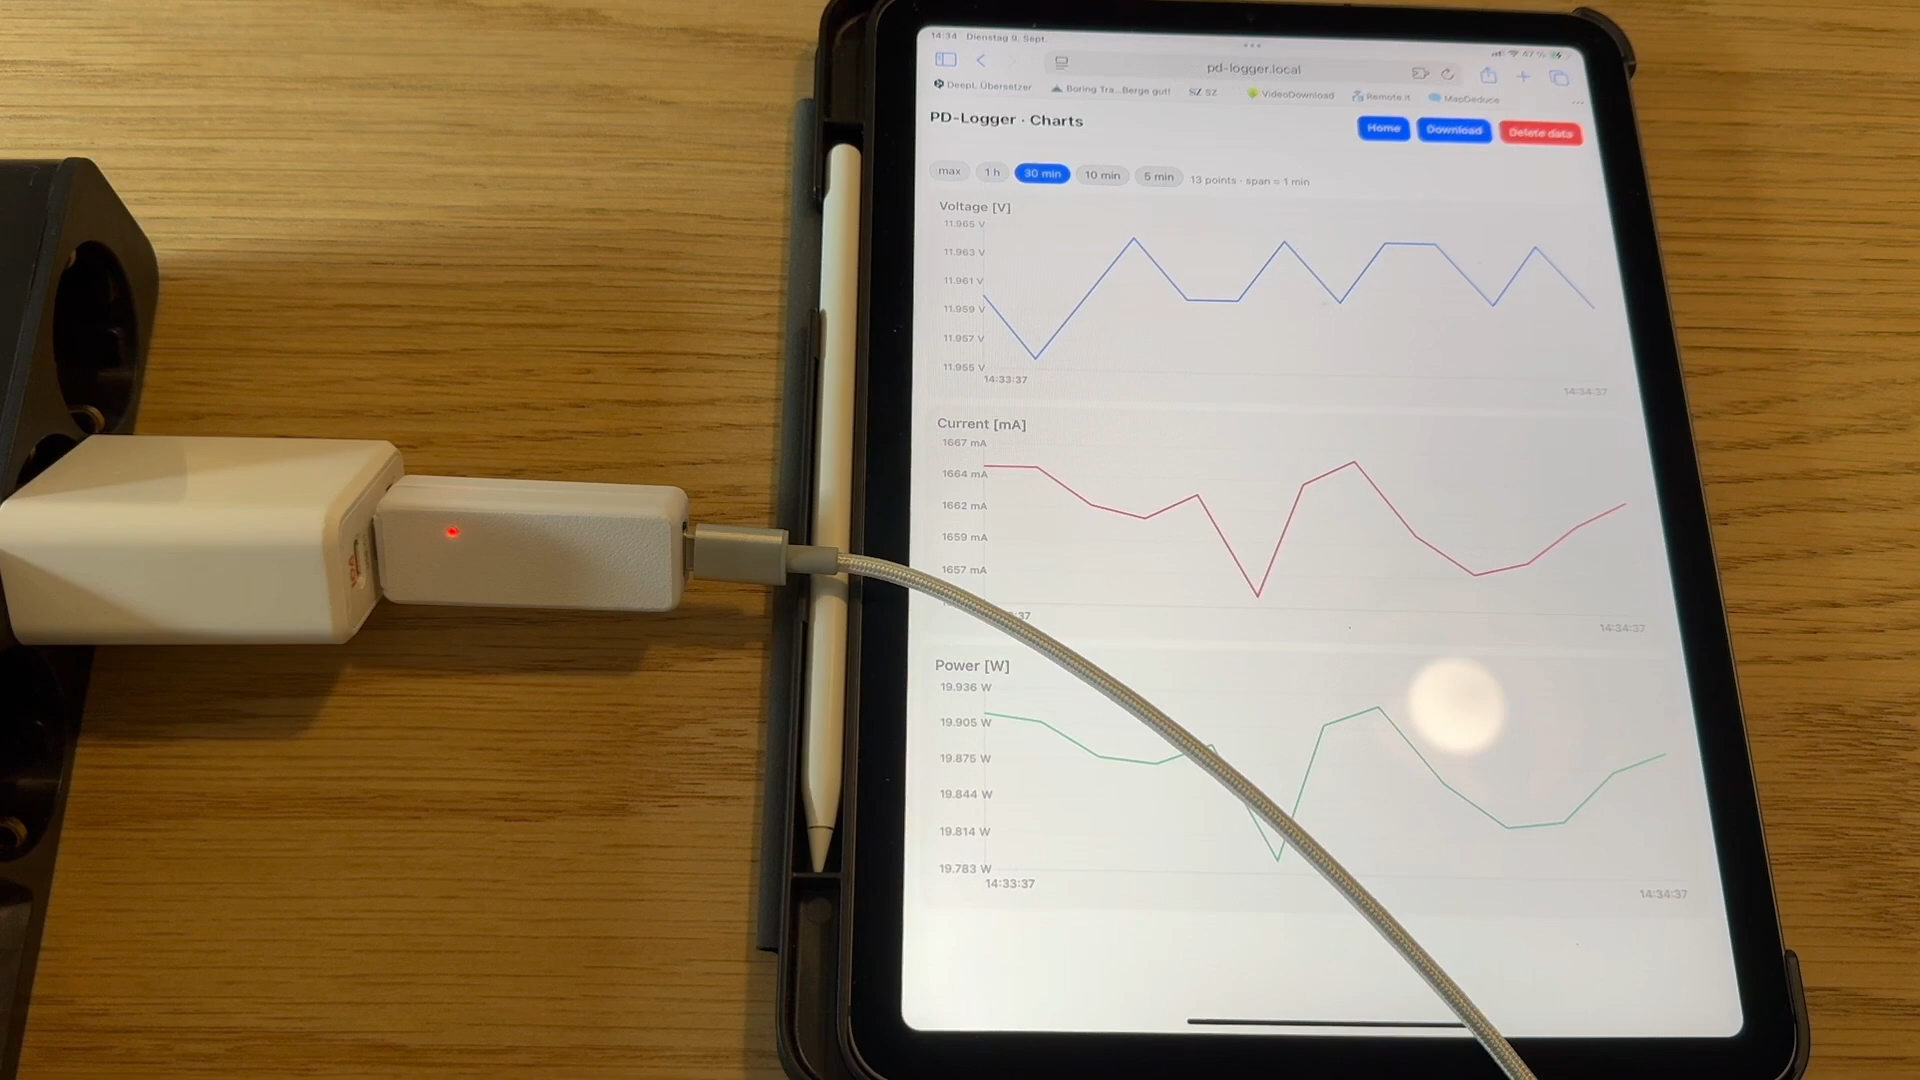 14:34 Dienstag 9. Sept.
47 %
pd-logger.local
DeepL Übersetzer Boring Tra...Berge gut! SZ SZ VideoDownload Remote it MapDeduce
PD-Logger · Charts
Home Download Delete data
max 1 h 30 min 10 min 5 min 13 points · span ≈ 1 min
Voltage [V]
11.965 V
11.963 V
11.961 V
11.959 V
11.957 V
11.955 V
14:33:37 14:34:37
Current [mA]
1667 mA
1664 mA
1662 mA
1659 mA
1657 mA
:37 14:34:37
Power [W]
19.936 W
19.905 W
19.875 W
19.844 W
19.814 W
19.783 W
14:33:37 14:34:37